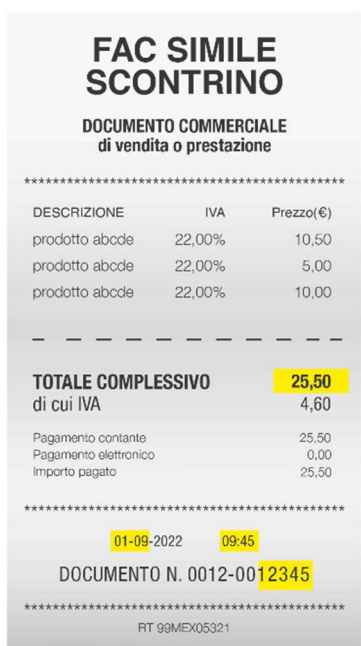 FAC SIMILE
SCONTRINO
DOCUMENTO COMMERCIALE
di vendita o prestazione
********************************************
DESCRIZIONE IVA Prezzo(€)
prodotto abcde 22,00% 10,50
prodotto abcde 22,00% 5,00
prodotto abcde 22,00% 10,00
— — — — — — — — — — —
TOTALE COMPLESSIVO 25,50
di cui IVA 4,60
Pagamento contante 25,50
Pagamento elettronico 0,00
Importo pagato 25,50
********************************************
01-09-2022 09:45
DOCUMENTO N. 0012-0012345
********************************************
RT 99MEX05321